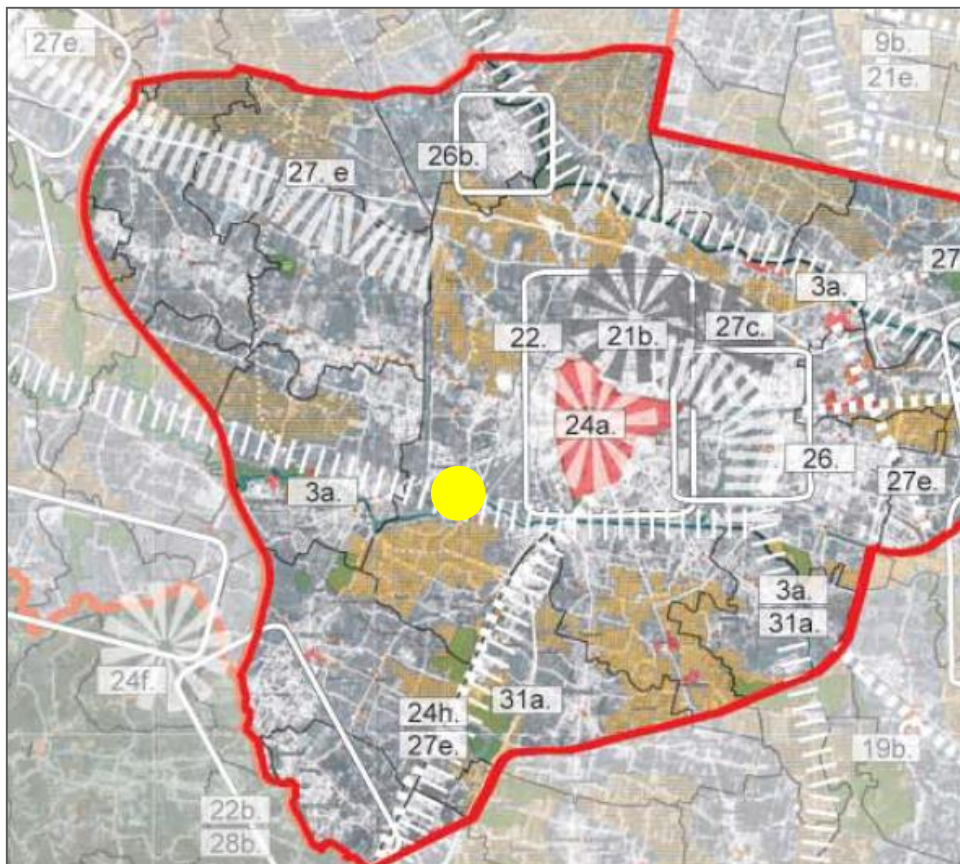 27e.
9b.
21e.
26b.
27. e
27
3a.
22.
21b.
27c.
24a.
26.
3a.
27e.
3a.
31a.
24f.
24h.
31a.
27e.
19b.
22b.
28b.